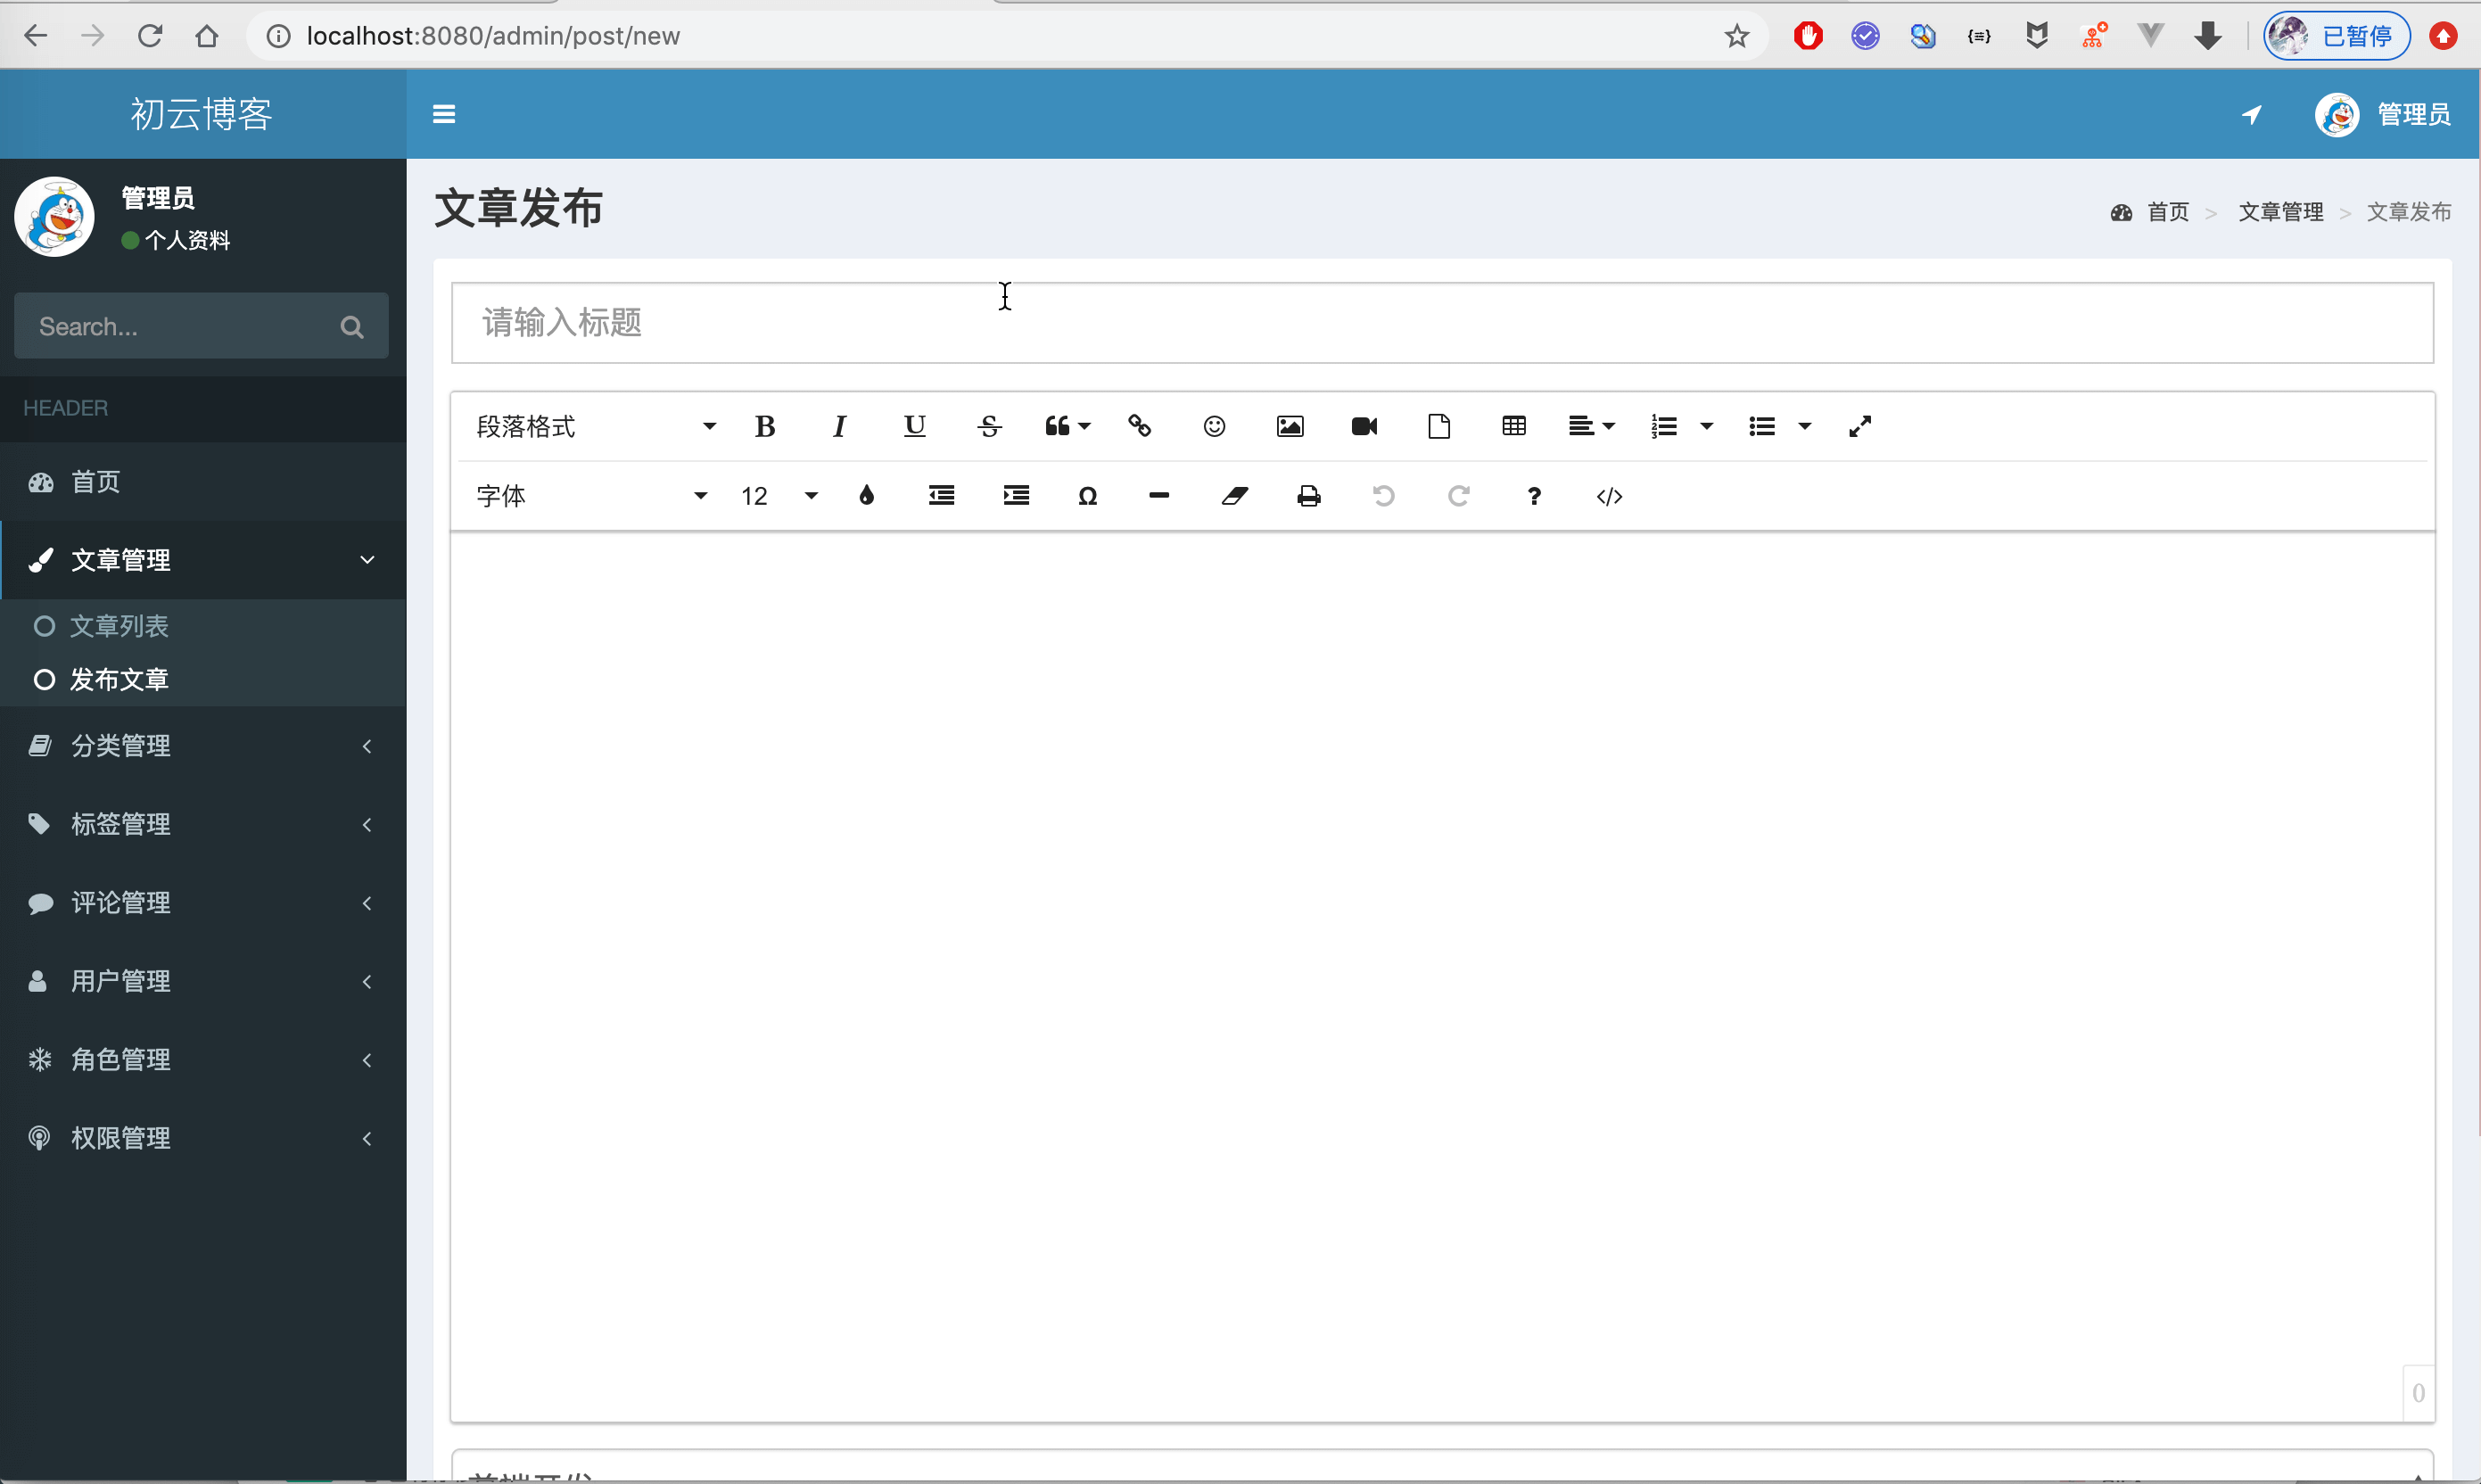 localhost:8080/admin/post/new
已暂停
初云博客
管理员
管理员
个人资料
文章发布
首页 > 文章管理 > 文章发布
Search...
请输入标题
HEADER
段落格式
B I U S
字体
12
Ω
?
</>
首页
文章管理
文章列表
发布文章
分类管理
标签管理
评论管理
用户管理
角色管理
权限管理
0